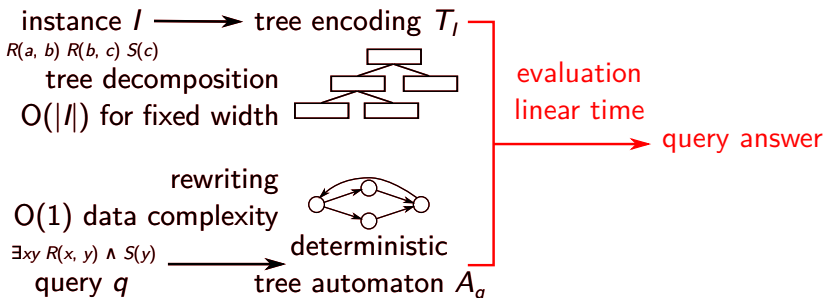 instance I
tree encoding T_I
R(a, b) R(b, c) S(c)
tree decomposition
O(|I|) for fixed width
evaluation
linear time
query answer
rewriting
O(1) data complexity
∃xy R(x, y) ∧ S(y)
query q
deterministic
tree automaton A_q